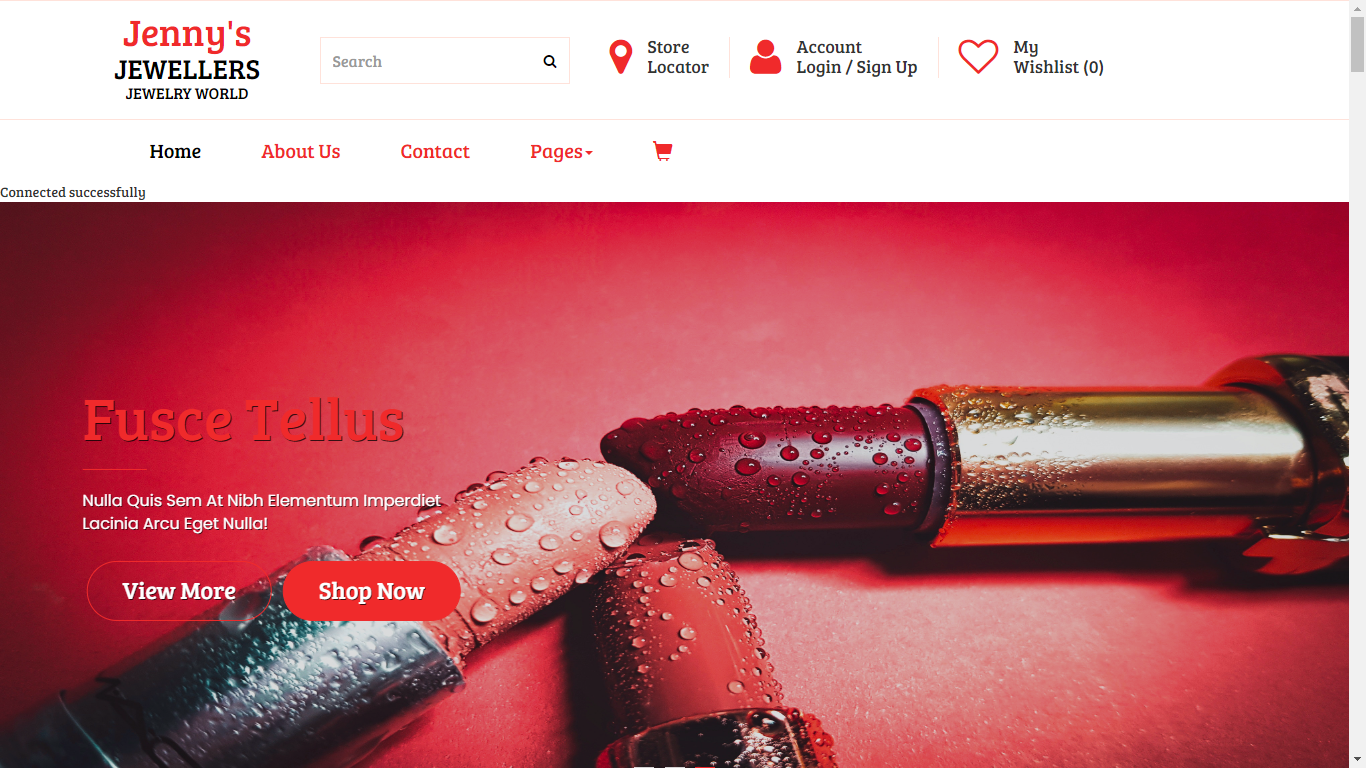 Jenny's
JEWELLERS
JEWELRY WORLD
Search
Store
Locator
Account
Login / Sign Up
My
Wishlist (0)
Home
About Us
Contact
Pages
Connected successfully
Fusce Tellus
Nulla Quis Sem At Nibh Elementum Imperdiet
Lacinia Arcu Eget Nulla!
View More
Shop Now